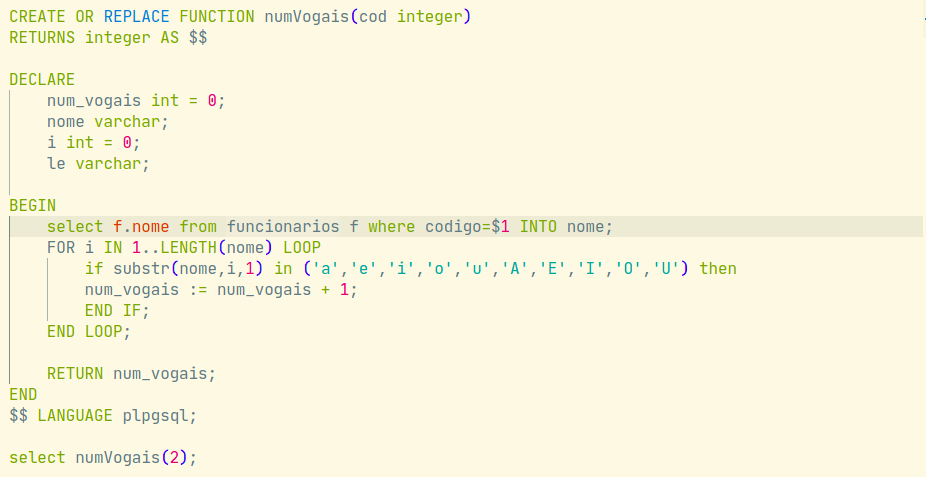 CREATE OR REPLACE FUNCTION numVogais(cod integer)
RETURNS integer AS $$
DECLARE
    num_vogais int = 0;
    nome varchar;
    i int = 0;
    le varchar;
BEGIN
    select f.nome from funcionarios f where codigo=$1 INTO nome;
    FOR i IN 1..LENGTH(nome) LOOP
        if substr(nome,i,1) in ('a','e','i','o','u','A','E','I','O','U') then
        num_vogais := num_vogais + 1;
        END IF;
    END LOOP;
    RETURN num_vogais;
END
$$ LANGUAGE plpgsql;
select numVogais(2);